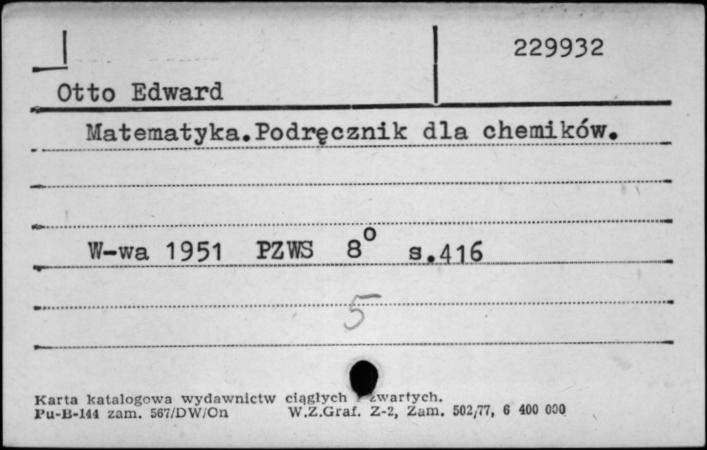 229932
Otto Edward
Matematyka.Podręcznik dla chemików.
W-wa 1951 PZWS 8° s.416
5
Karta katalogowa wydawnictw ciągłych i zwartych.
Pu-B-144 zam. 567/DW/On W.Z.Graf. Z-2, Zam. 502/77, 6 400 000